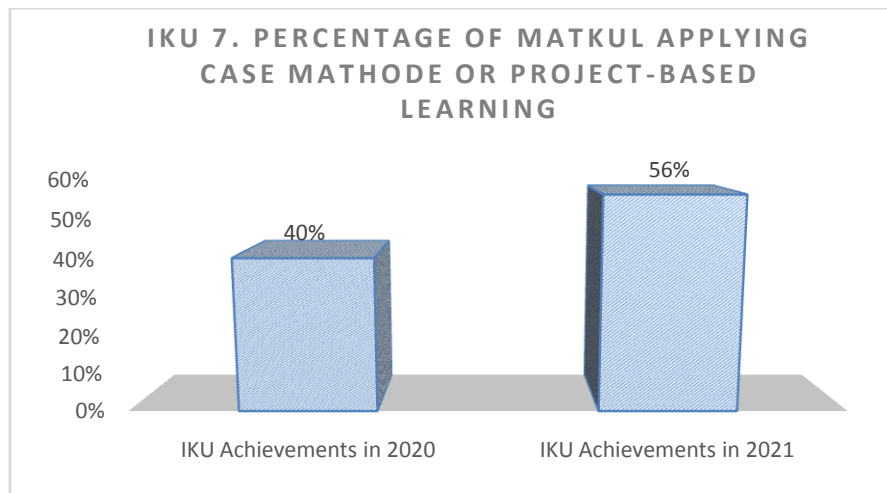 IKU 7. PERCENTAGE OF MATKUL APPLYING
CASE MATHODE OR PROJECT-BASED
LEARNING
60%
50%
40%
30%
20%
10%
0%
40%
56%
IKU Achievements in 2020
IKU Achievements in 2021